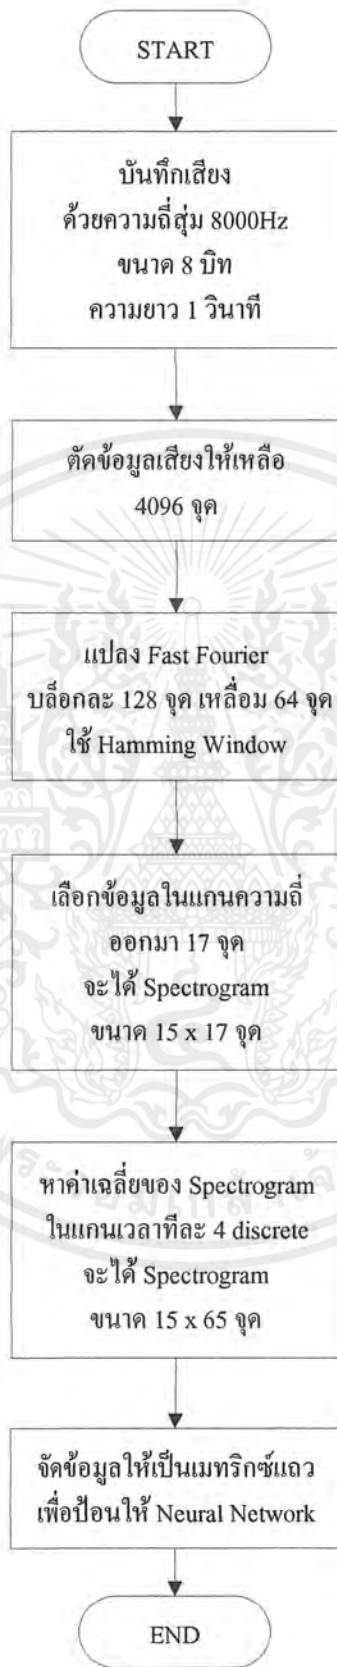 START
บันทึกเสียง
ด้วยความถี่สุ่ม 8000Hz
ขนาด 8 บิท
ความยาว 1 วินาที
ตัดข้อมูลเสียงให้เหลือ
4096 จุด
แปลง Fast Fourier
บล็อกละ 128 จุด เหลื่อม 64 จุด
ใช้ Hamming Window
เลือกข้อมูลในแกนความถี่
ออกมา 17 จุด
จะได้ Spectrogram
ขนาด 15 x 17 จุด
หาค่าเฉลี่ยของ Spectrogram
ในแกนเวลาทีละ 4 discrete
จะได้ Spectrogram
ขนาด 15 x 65 จุด
จัดข้อมูลให้เป็นเมทริกซ์แถว
เพื่อป้อนให้ Neural Network
END